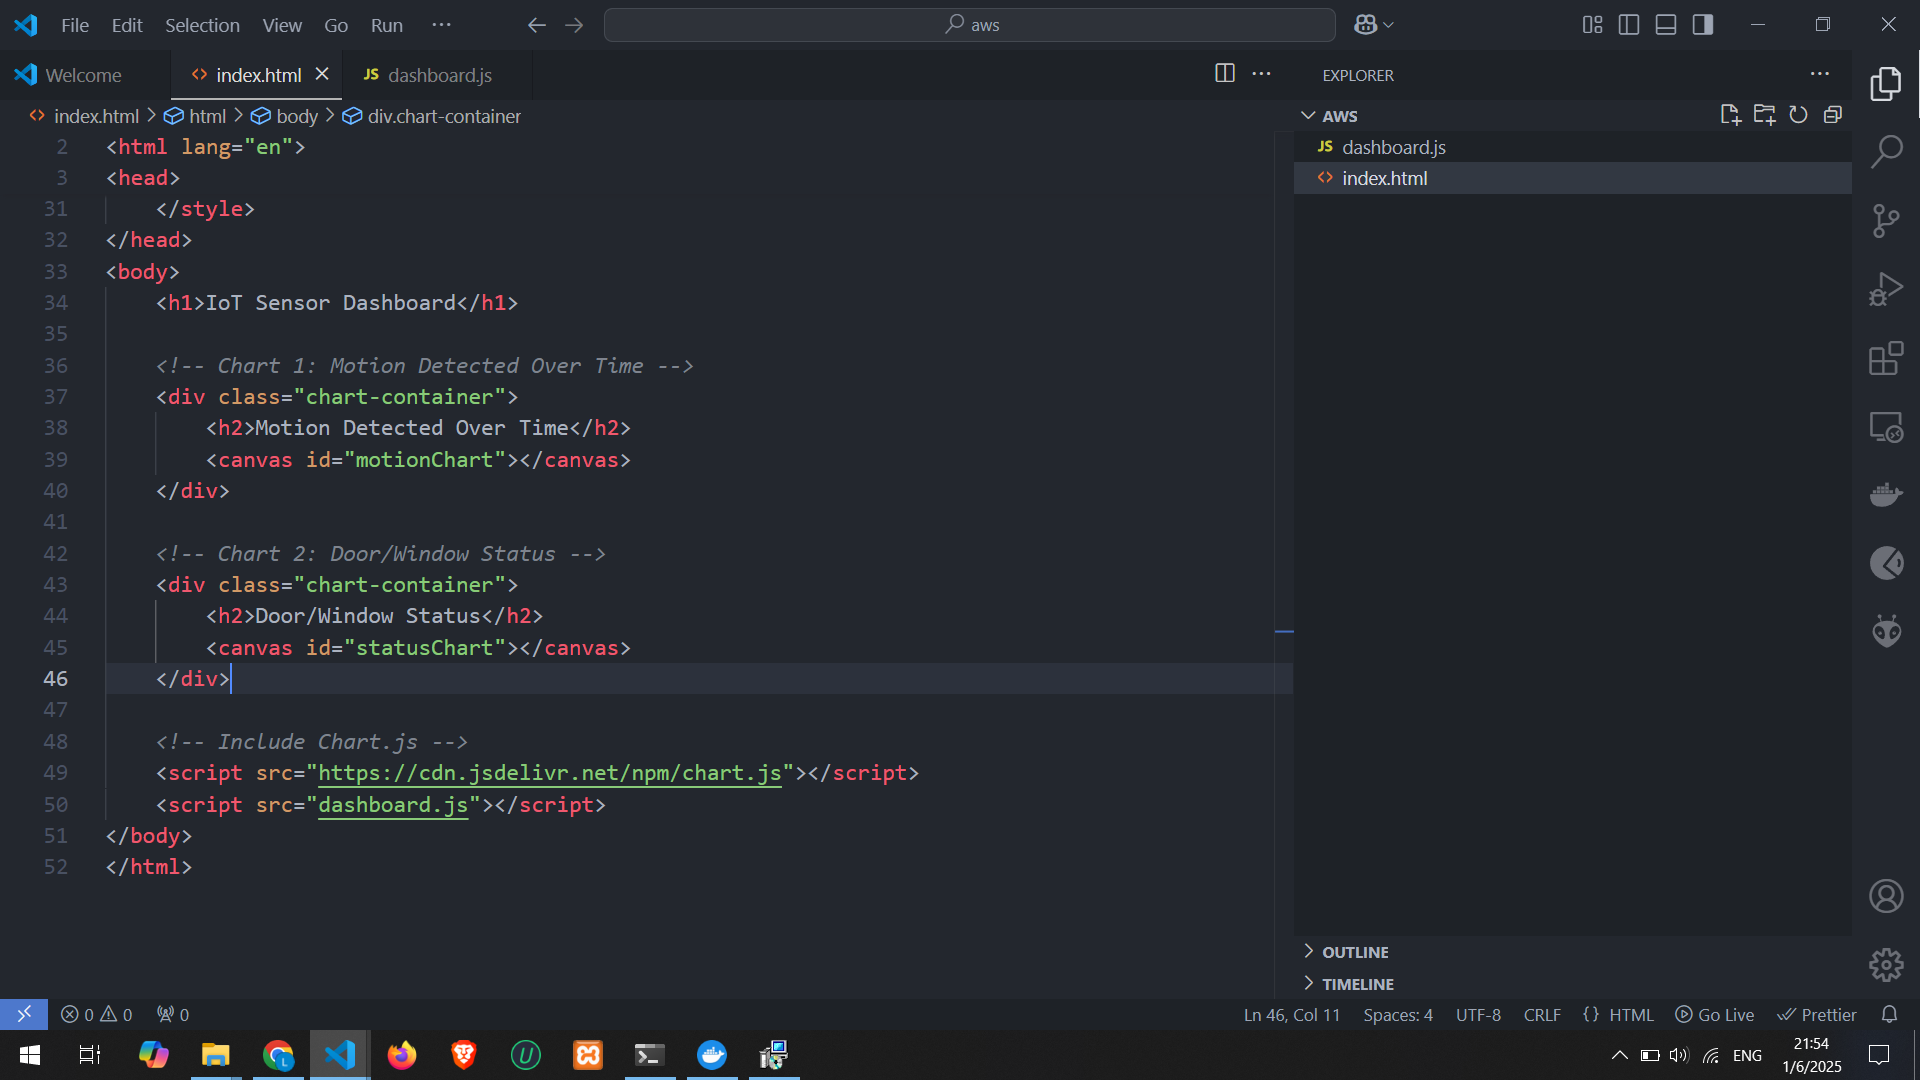 File Edit Selection View Go Run ···
aws
Welcome
index.html
JS dashboard.js
index.html > html > body > div.chart-container
2 <html lang="en">
3 <head>
31 </style>
32 </head>
33 <body>
34 <h1>IoT Sensor Dashboard</h1>
35
36 <!-- Chart 1: Motion Detected Over Time -->
37 <div class="chart-container">
38 <h2>Motion Detected Over Time</h2>
39 <canvas id="motionChart"></canvas>
40 </div>
41
42 <!-- Chart 2: Door/Window Status -->
43 <div class="chart-container">
44 <h2>Door/Window Status</h2>
45 <canvas id="statusChart"></canvas>
46 </div>
47
48 <!-- Include Chart.js -->
49 <script src="https://cdn.jsdelivr.net/npm/chart.js"></script>
50 <script src="dashboard.js"></script>
51 </body>
52 </html>
EXPLORER
AWS
JS dashboard.js
index.html
OUTLINE
TIMELINE
0 0 0
Ln 46, Col 11 Spaces: 4 UTF-8 CRLF {} HTML Go Live Prettier
ENG
21:54
1/6/2025